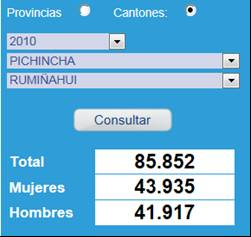 Provincias Cantones:
2010
PICHINCHA
RUMIÑAHUI
Consultar
Total 85.852
Mujeres 43.935
Hombres 41.917